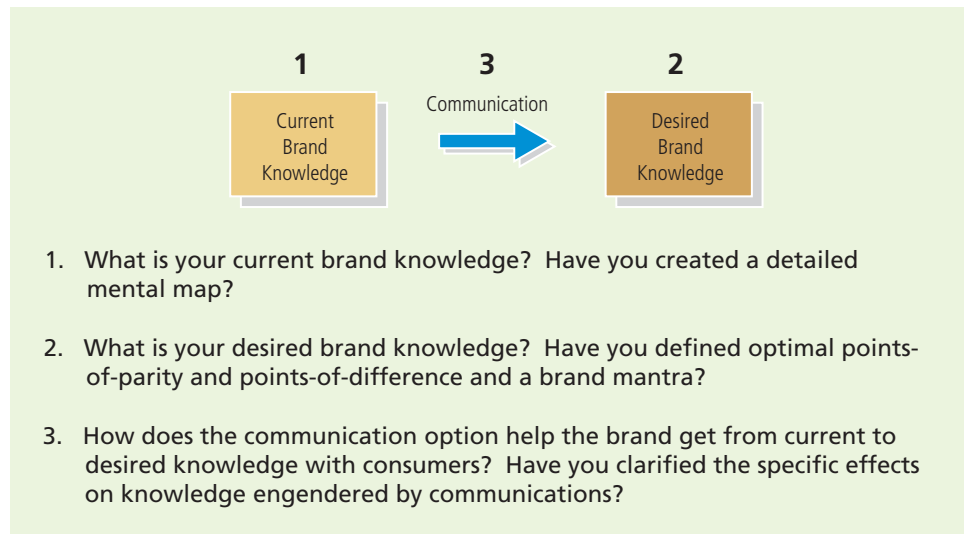 1 3 2
Communication
Current
Brand
Knowledge
Desired
Brand
Knowledge
1. What is your current brand knowledge? Have you created a detailed
mental map?
2. What is your desired brand knowledge? Have you defined optimal points-
of-parity and points-of-difference and a brand mantra?
3. How does the communication option help the brand get from current to
desired knowledge with consumers? Have you clarified the specific effects
on knowledge engendered by communications?